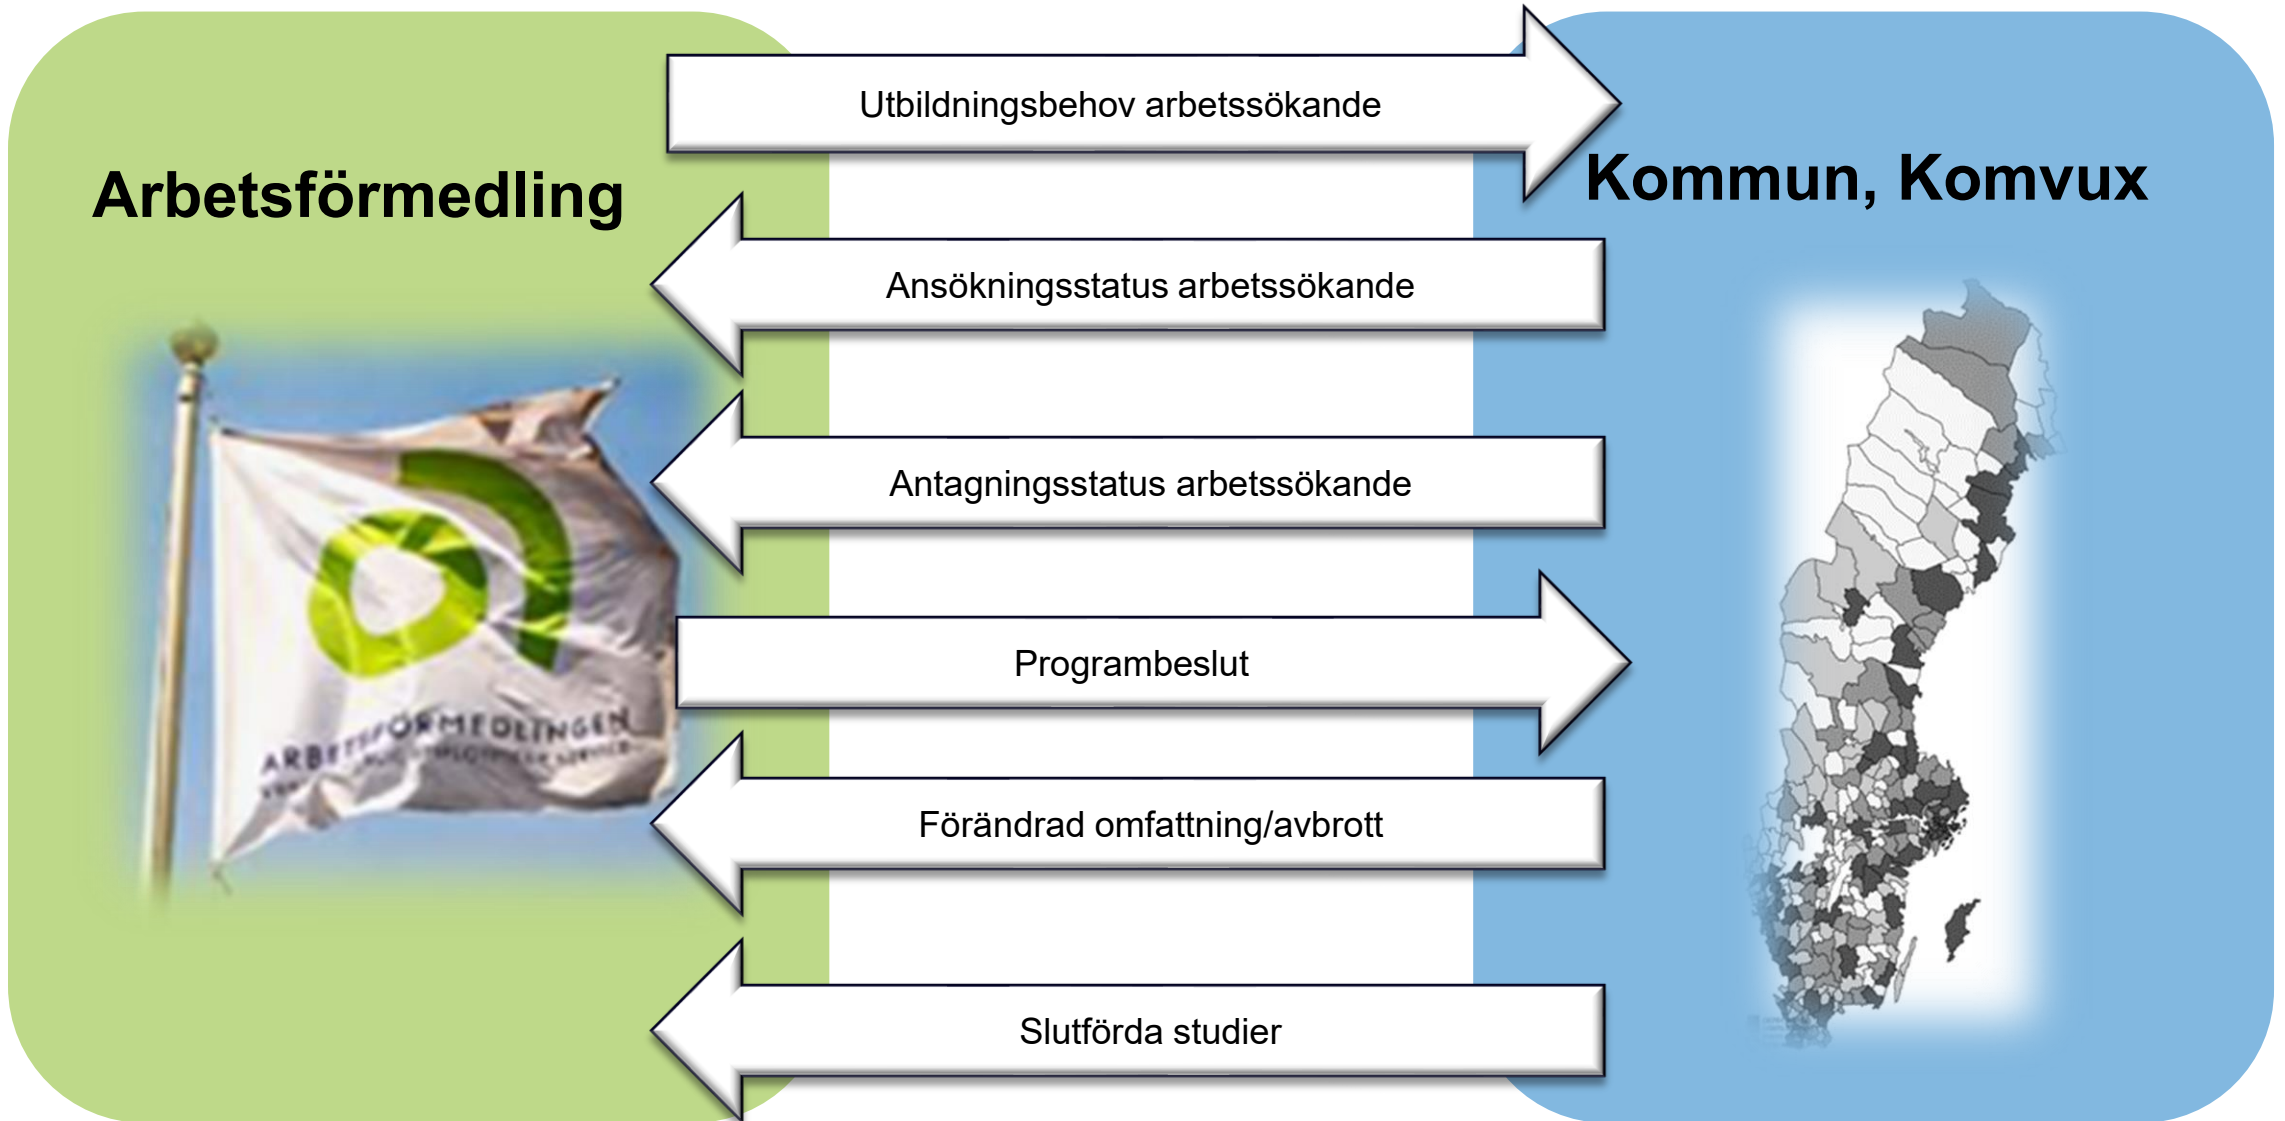 Utbildningsbehov arbetssökande
Arbetsförmedling
Kommun, Komvux
Ansökningsstatus arbetssökande
Antagningsstatus arbetssökande
Programbeslut
ARBETSFÖRMEDLINGEN
Förändrad omfattning/avbrott
Slutförda studier